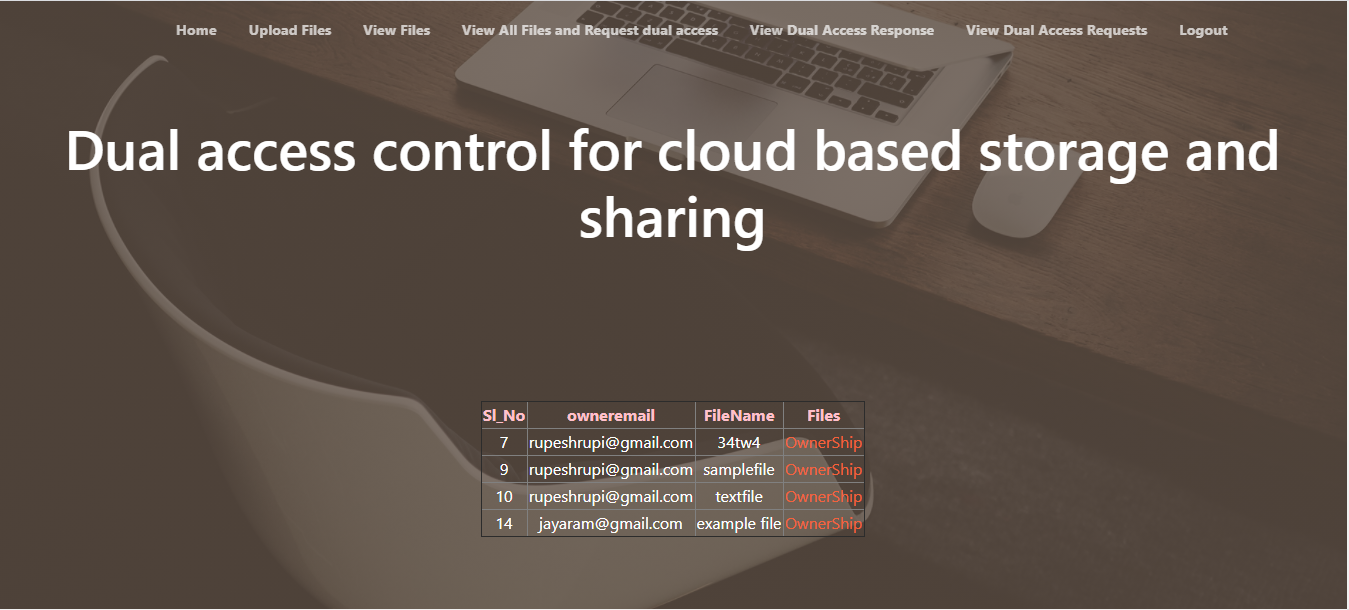 Home Upload Files View Files View All Files and Request dual access View Dual Access Response View Dual Access Requests Logout
Dual access control for cloud based storage and
sharing
Sl_No owneremail FileName Files
7 rupeshrupi@gmail.com 34tw4 OwnerShip
9 rupeshrupi@gmail.com samplefile OwnerShip
10 rupeshrupi@gmail.com textfile OwnerShip
14 jayaram@gmail.com example file OwnerShip